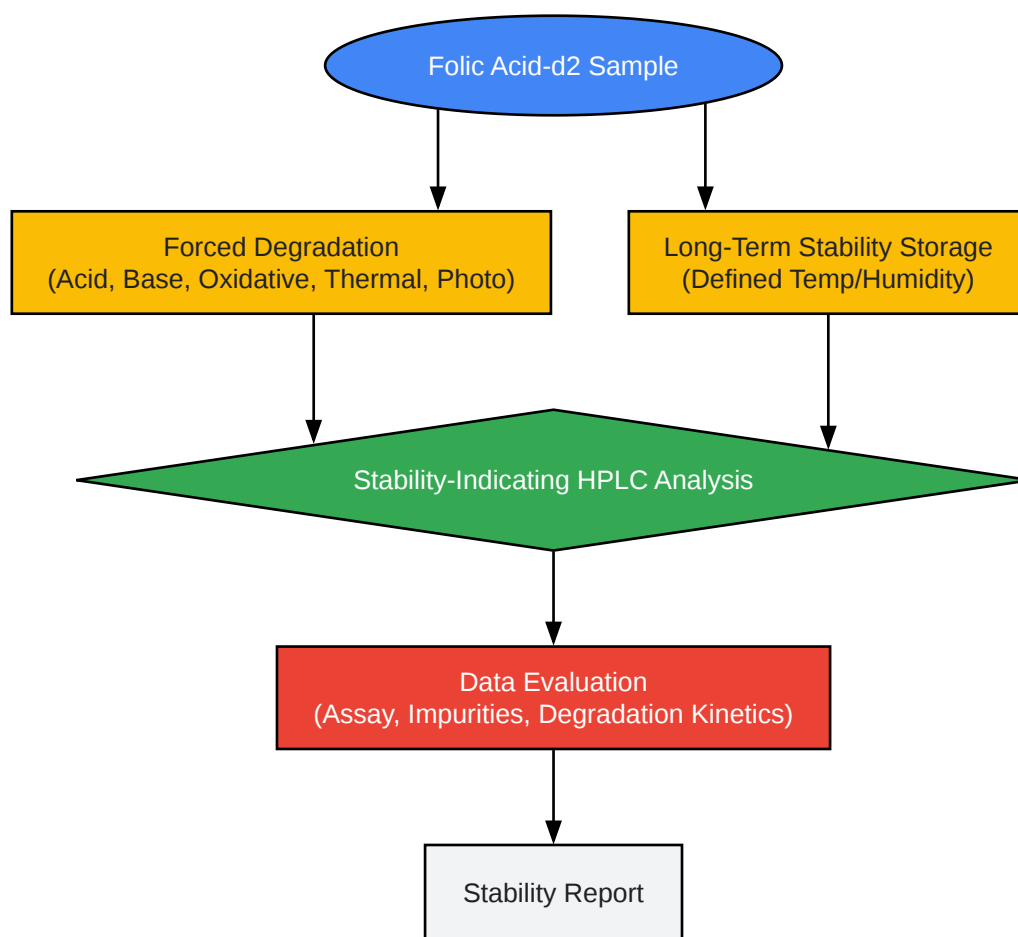 Folic Acid-d2 Sample
Forced Degradation
(Acid, Base, Oxidative, Thermal, Photo)
Long-Term Stability Storage
(Defined Temp/Humidity)
Stability-Indicating HPLC Analysis
Data Evaluation
(Assay, Impurities, Degradation Kinetics)
Stability Report